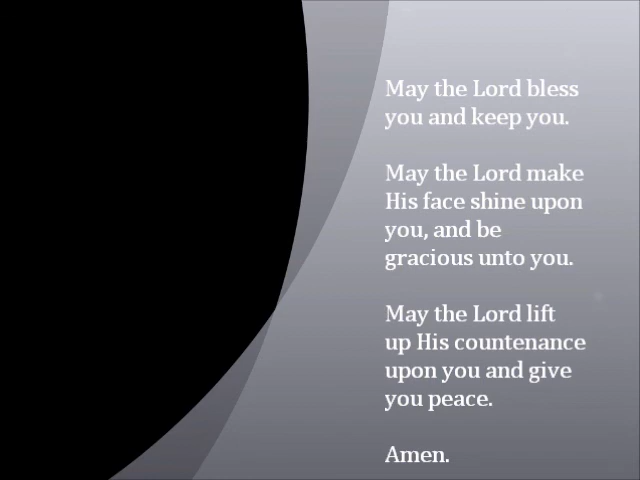 May the Lord bless
you and keep you.
May the Lord make
His face shine upon
you, and be
gracious unto you.
May the Lord lift
up His countenance
upon you and give
you peace.
Amen.